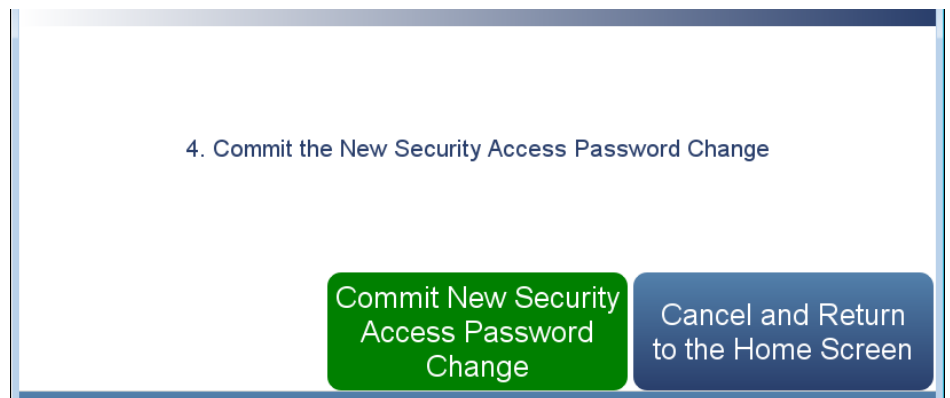 4. Commit the New Security Access Password Change
Commit New Security
Access Password
Change
Cancel and Return
to the Home Screen